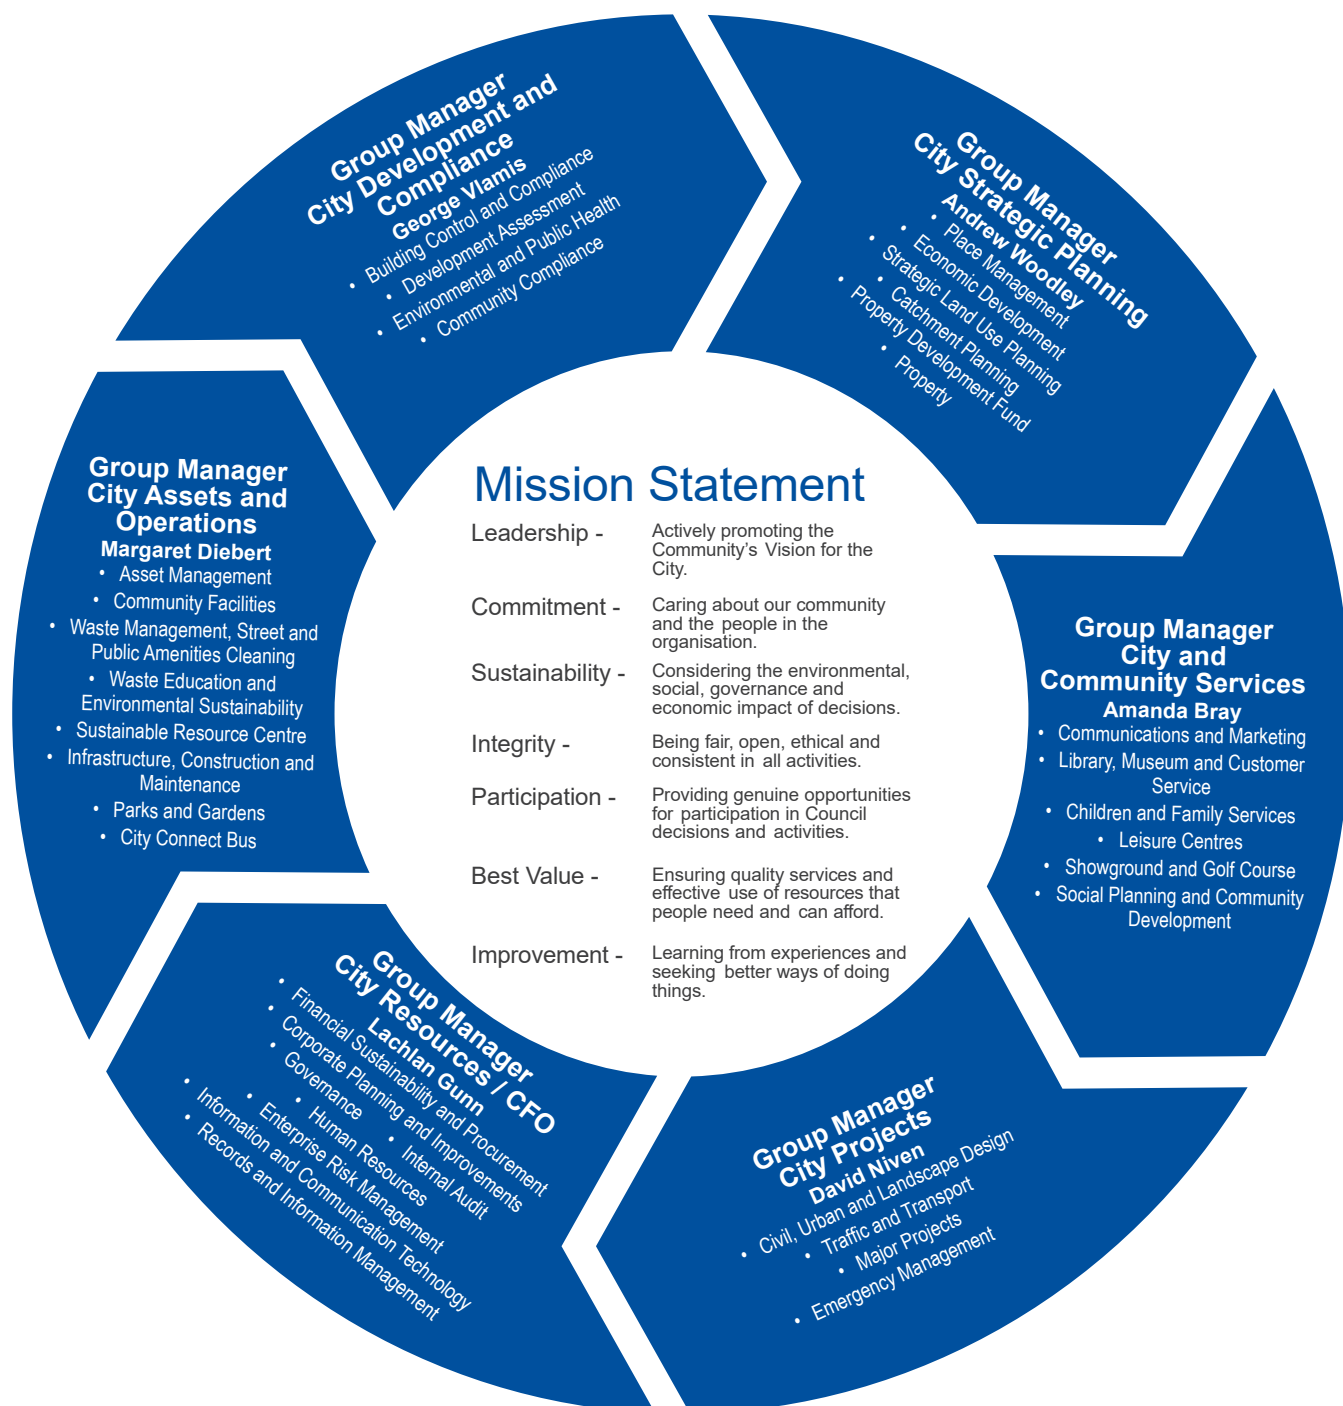 Group Manager
City Development and
Compliance
George Vlamis
• Building Control and Compliance
• Development Assessment
• Environmental and Public Health
• Community Compliance
Group Manager
City Strategic Planning
Andrew Woodley
• Place Management
• Economic Development
• Strategic Land Use Planning
• Catchment Planning
• Property Development Fund
• Property
Group Manager
City Assets and
Operations
Margaret Diebert
• Asset Management
• Community Facilities
• Waste Management, Street and
Public Amenities Cleaning
• Waste Education and
Environmental Sustainability
• Sustainable Resource Centre
• Infrastructure, Construction and
Maintenance
• Parks and Gardens
• City Connect Bus
Mission Statement
Leadership - Actively promoting the
Community’s Vision for the
City.
Commitment - Caring about our community
and the people in the
organisation.
Sustainability - Considering the environmental,
social, governance and
economic impact of decisions.
Integrity - Being fair, open, ethical and
consistent in all activities.
Participation - Providing genuine opportunities
for participation in Council
decisions and activities.
Best Value - Ensuring quality services and
effective use of resources that
people need and can afford.
Improvement - Learning from experiences and
seeking better ways of doing
things.
Group Manager
City and
Community Services
Amanda Bray
• Communications and Marketing
• Library, Museum and Customer
Service
• Children and Family Services
• Leisure Centres
• Showground and Golf Course
• Social Planning and Community
Development
Group Manager
City Resources / CFO
Lachlan Gunn
• Financial Sustainability and Procurement
• Corporate Planning and Improvements
• Governance • Internal Audit
• Human Resources
• Enterprise Risk Management
• Information and Communication Technology
• Records and Information Management
Group Manager
City Projects
David Niven
• Civil, Urban and Landscape Design
• Traffic and Transport
• Major Projects
• Emergency Management